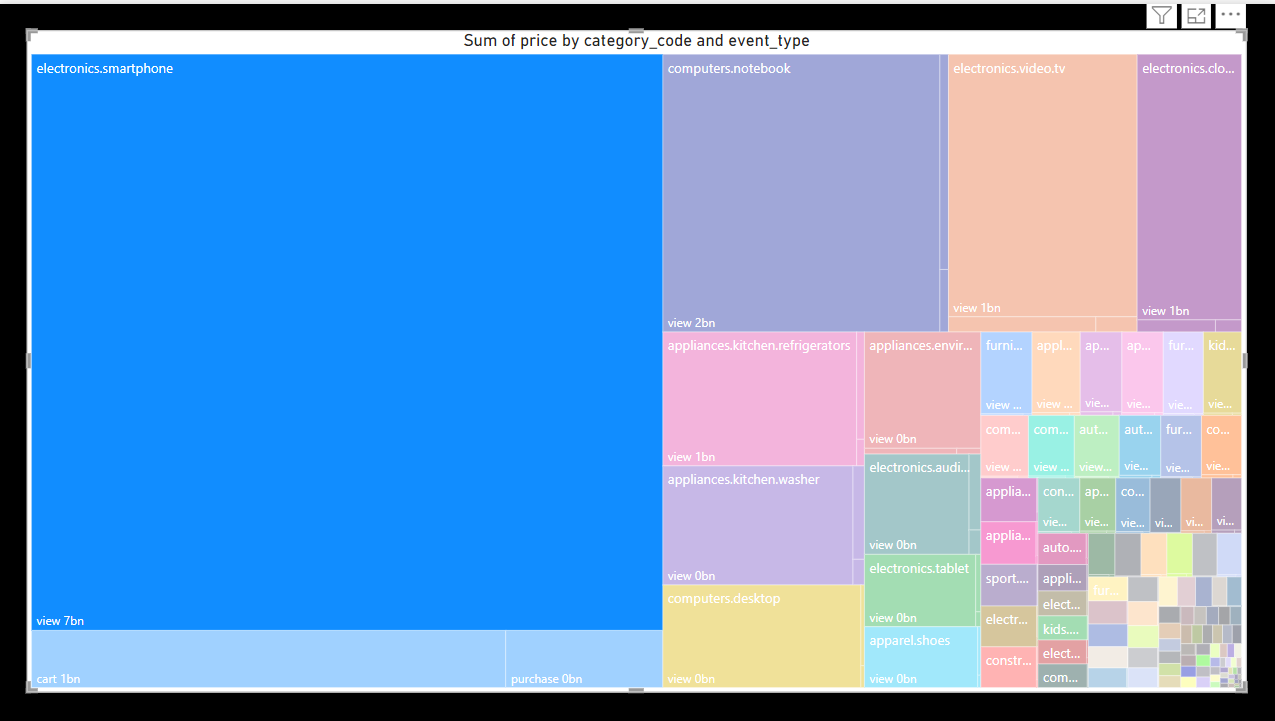 Sum of price by category_code and event_type
electronics.smartphone
view 7bn
cart 1bn
purchase 0bn
computers.notebook
view 2bn
electronics.video.tv
view 1bn
electronics.clo...
view 1bn
appliances.kitchen.refrigerators
view 1bn
appliances.kitchen.washer
view 0bn
computers.desktop
view 0bn
appliances.envir...
view 0bn
electronics.audi...
view 0bn
electronics.tablet
view 0bn
apparel.shoes
view 0bn
furni...
view ...
appl...
view ...
ap...
vie...
ap...
vie...
fur...
vie...
kid...
vie...
com...
view ...
com...
view ...
aut...
view...
aut...
vie...
fur...
vie...
co...
vie...
applia...
con...
vie...
ap...
vie...
co...
vie...
vi...
vi...
vi...
applia...
auto....
sport....
appli...
fur...
electr...
elect...
kids....
constr...
elect...
com...